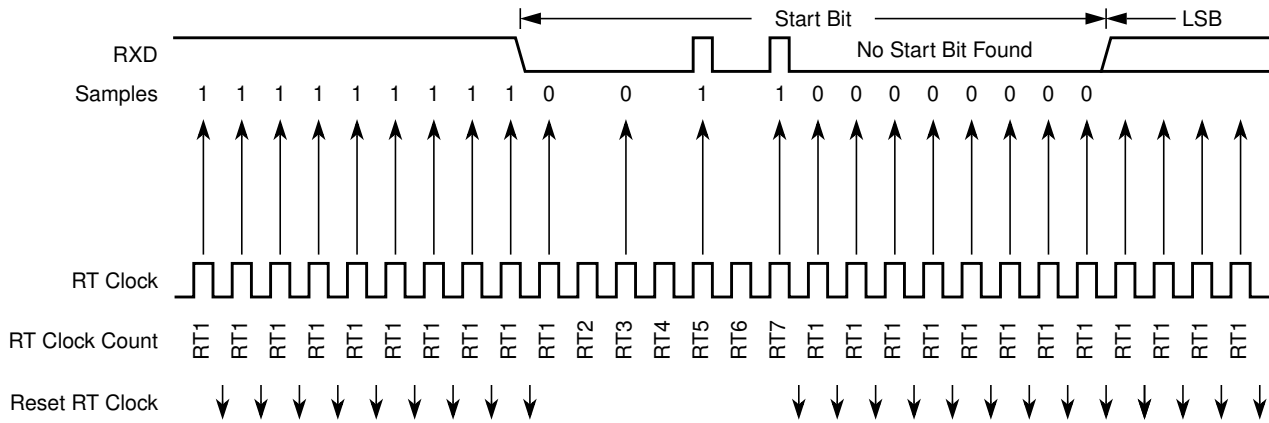 Start Bit LSB
RXD No Start Bit Found
Samples 1 1 1 1 1 1 1 1 1 0 0 1 1 0 0 0 0 0 0 0 0
RT Clock
RT Clock Count RT1 RT1 RT1 RT1 RT1 RT1 RT1 RT1 RT1 RT1 RT2 RT3 RT4 RT5 RT6 RT7 RT1 RT1 RT1 RT1 RT1 RT1 RT1 RT1 RT1 RT1 RT1 RT1
Reset RT Clock